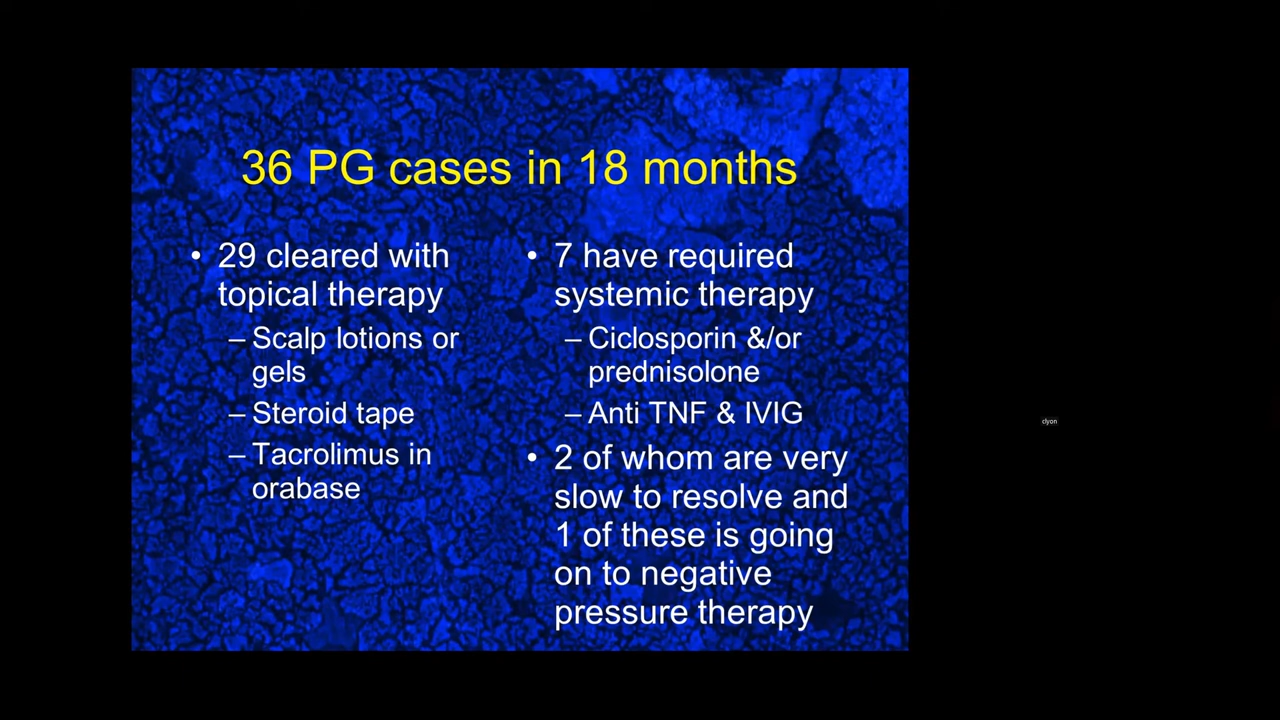 36 PG cases in 18 months
• 29 cleared with
topical therapy
– Scalp lotions or
gels
– Steroid tape
– Tacrolimus in
orabase
• 7 have required
systemic therapy
– Ciclosporin &/or
prednisolone
– Anti TNF & IVIG
• 2 of whom are very
slow to resolve and
1 of these is going
on to negative
pressure therapy
clyon